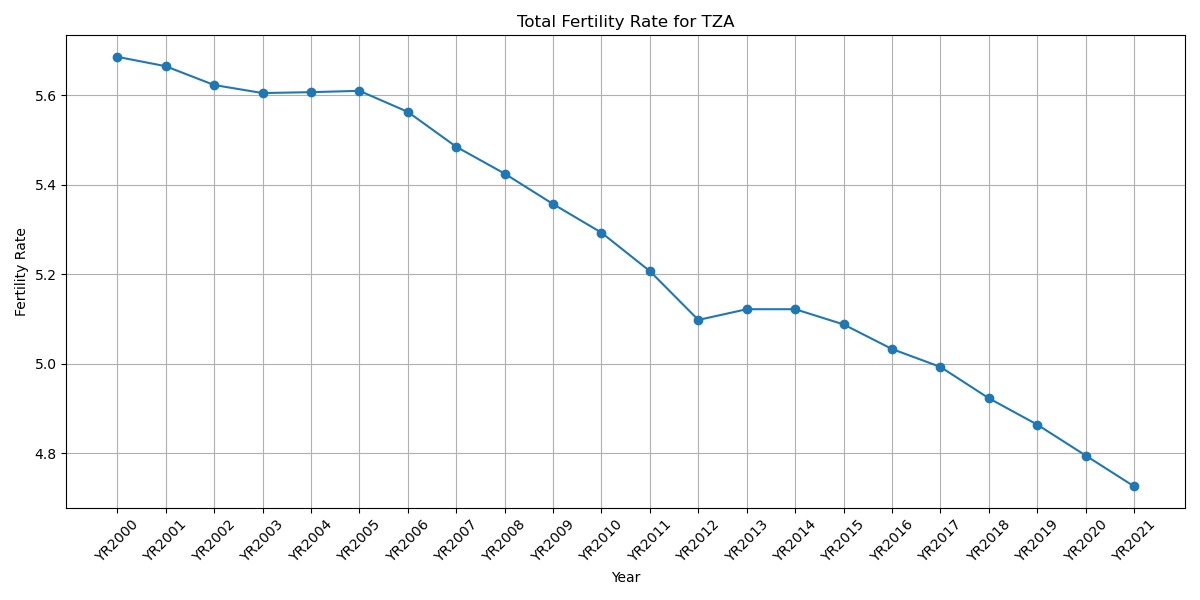 Total Fertility Rate for TZA
Fertility Rate
5.6
5.4
5.2
5.0
4.8
YR2000
YR2001
YR2002
YR2003
YR2004
YR2005
YR2006
YR2007
YR2008
YR2009
YR2010
YR2011
YR2012
YR2013
YR2014
YR2015
YR2016
YR2017
YR2018
YR2019
YR2020
YR2021
Year